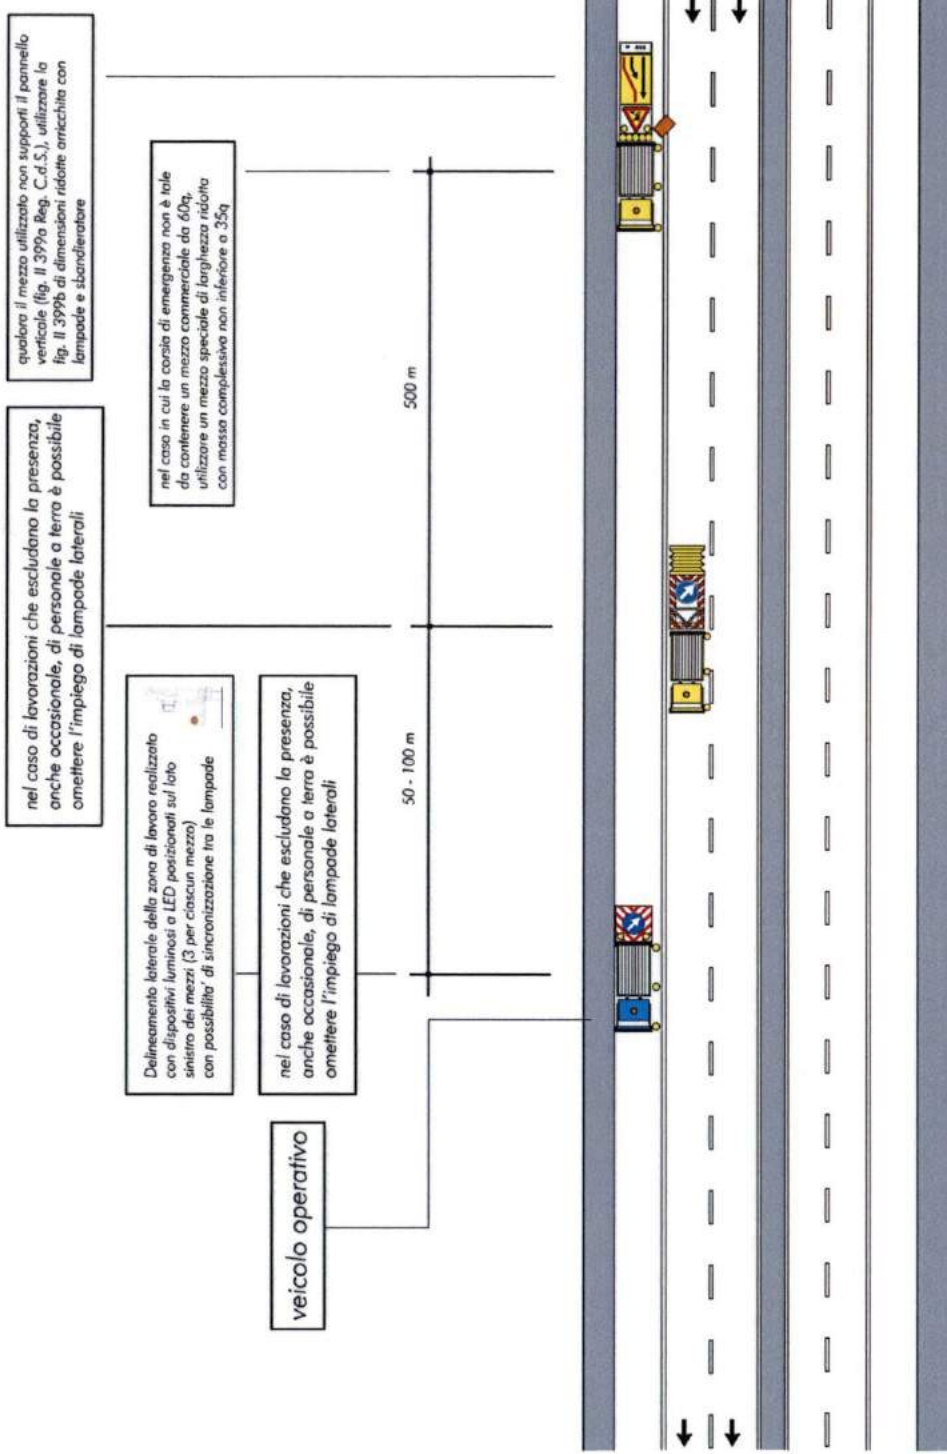 qualora il mezzo utilizzato non supporti il pannello
verticale (fig. II 399a Reg. C.d.S.), utilizzare la
fig. II 399b di dimensioni ridotte arricchita con
lampade e sbandieratore
nel caso in cui la corsia di emergenza non è tale
da contenere un mezzo commerciale da 60q,
utilizzare un mezzo speciale di larghezza ridotta
con massa complessiva non inferiore a 35q
500 m
nel caso di lavorazioni che escludano la presenza,
anche occasionale, di personale a terra è possibile
omettere l'impiego di lampade laterali
Delineamento laterale della zona di lavoro realizzato
con dispositivi luminosi a LED posizionati sul lato
sinistro dei mezzi (3 per ciascun mezzo)
con possibilita' di sincronizzazione tra le lampade
nel caso di lavorazioni che escludano la presenza,
anche occasionale, di personale a terra è possibile
omettere l'impiego di lampade laterali
50 - 100 m
veicolo operativo